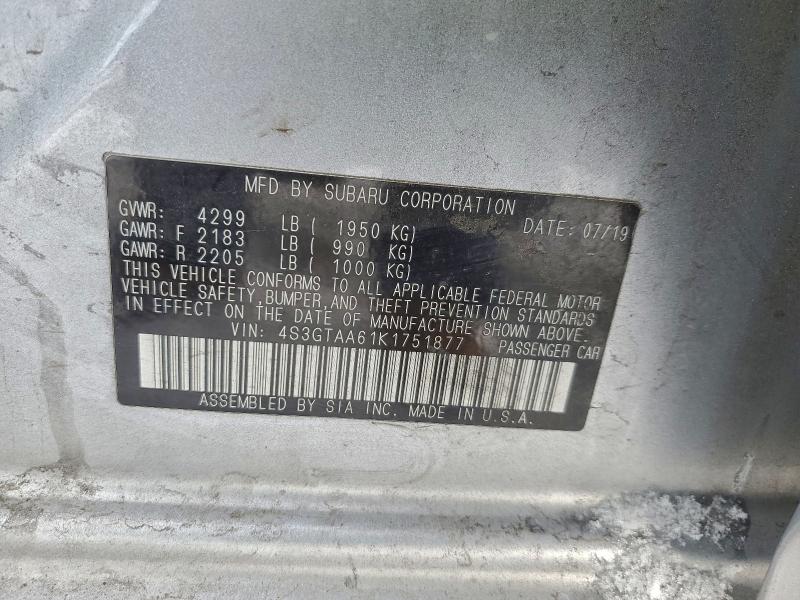 MFD BY SUBARU CORPORATION
GVWR: 4299 LB ( 1950 KG) DATE: 07/19
GAWR: F 2183 LB ( 990 KG)
GAWR: R 2205 LB ( 1000 KG)
THIS VEHICLE CONFORMS TO ALL APPLICABLE FEDERAL MOTOR
VEHICLE SAFETY, BUMPER, AND THEFT PREVENTION STANDARDS
IN EFFECT ON THE DATE OF MANUFACTURE SHOWN ABOVE.
VIN: 4S3GTAA61K1751877 PASSENGER CAR
ASSEMBLED BY SIA INC. MADE IN U.S.A.